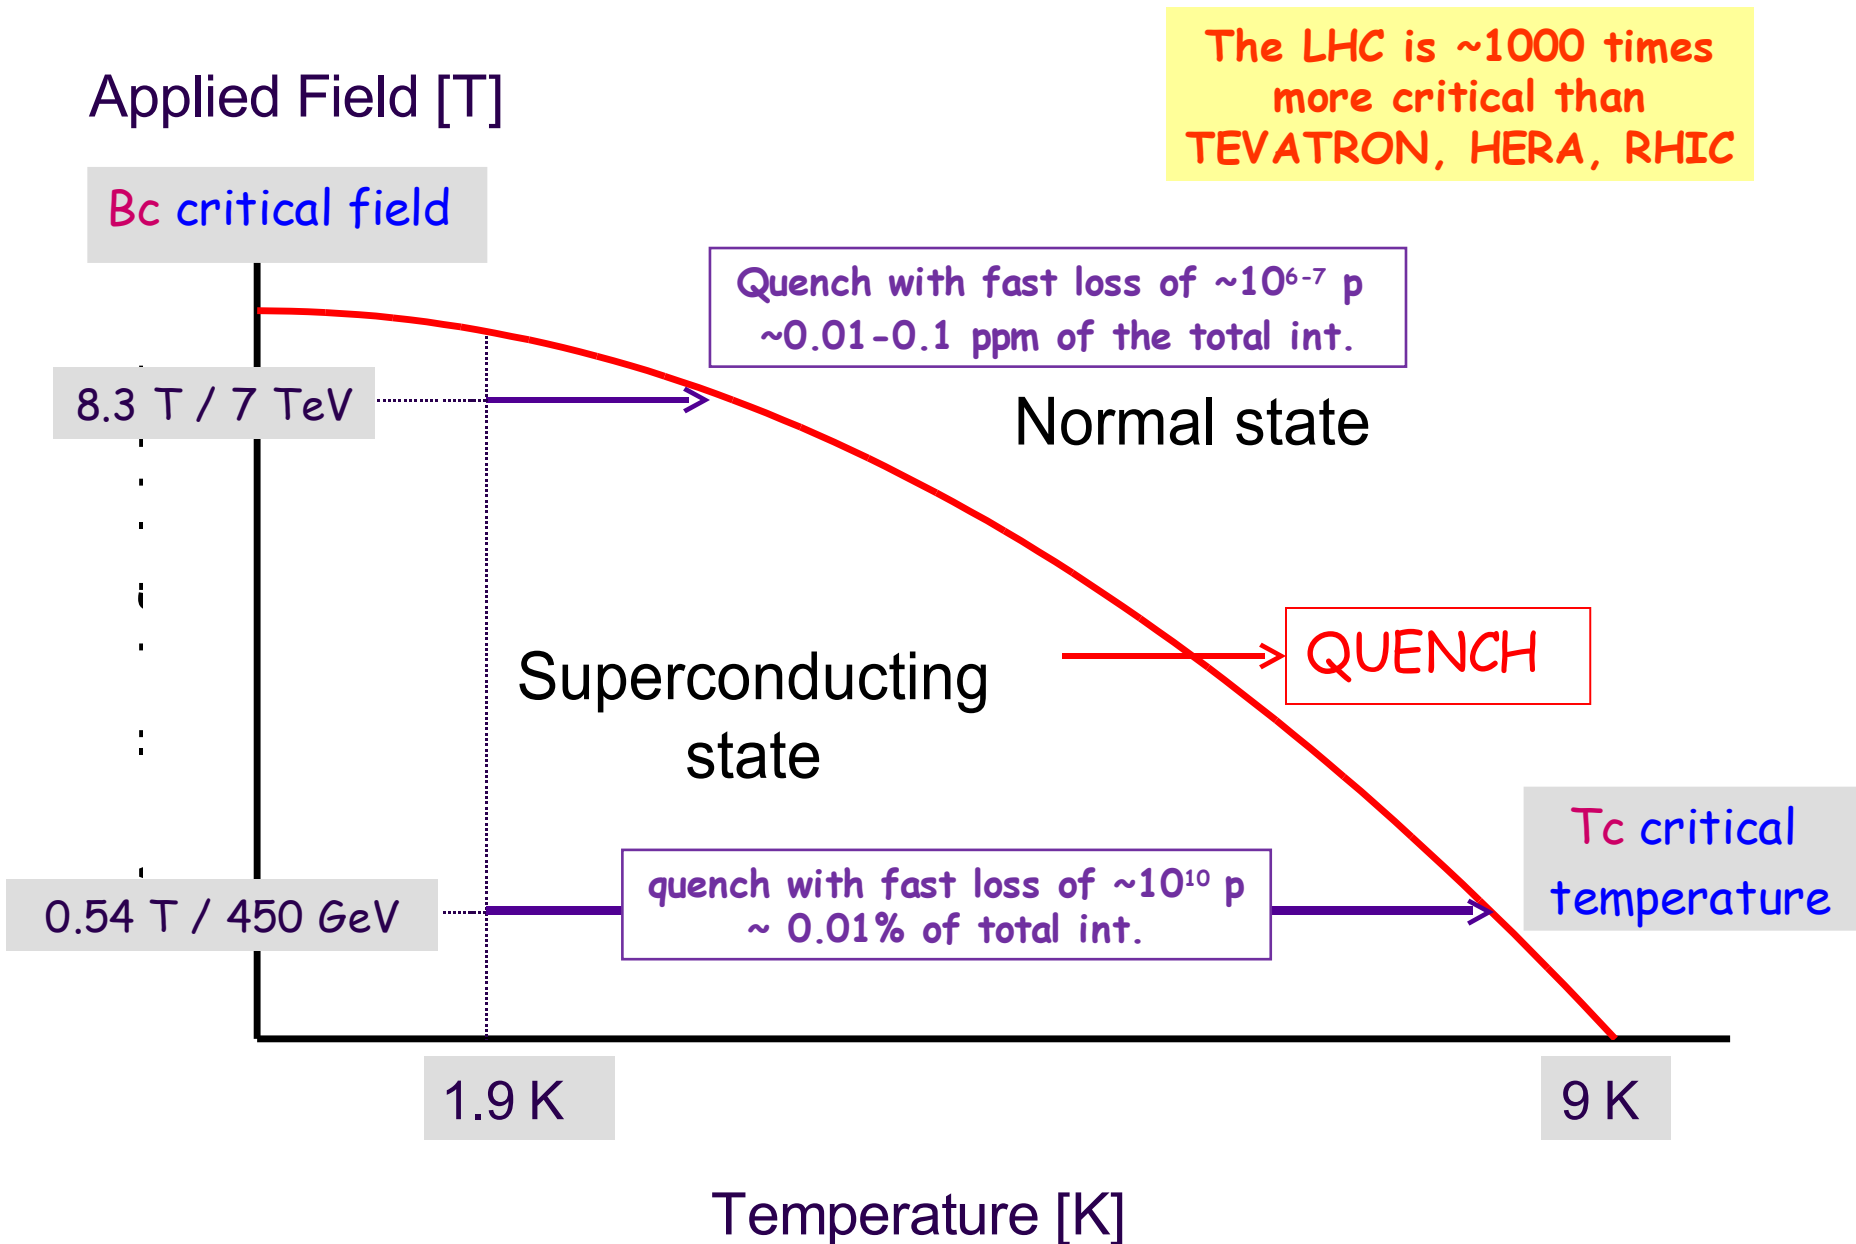 The LHC is ~1000 times
more critical than
TEVATRON, HERA, RHIC
Applied Field [T]
Bc critical field
Quench with fast loss of ~10⁶⁻⁷ p
~0.01-0.1 ppm of the total int.
8.3 T / 7 TeV
Normal state
QUENCH
Superconducting
state
Tc critical
temperature
quench with fast loss of ~10¹⁰ p
~ 0.01% of total int.
0.54 T / 450 GeV
1.9 K
9 K
Temperature [K]